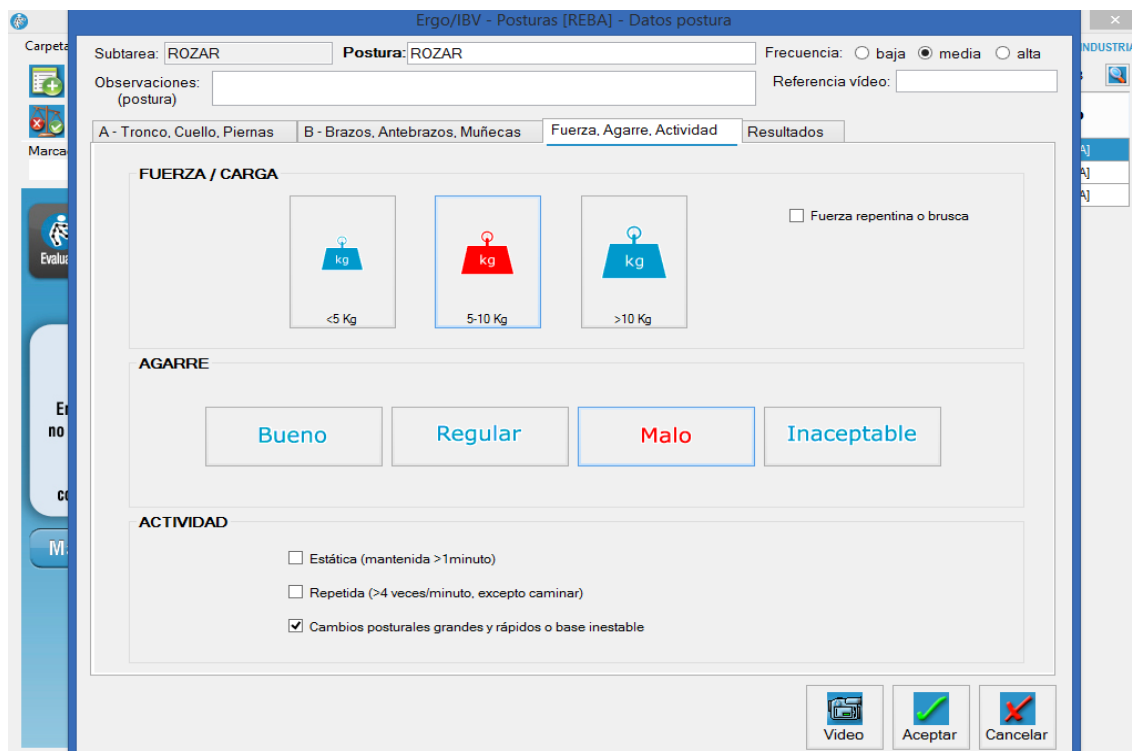 Ergo/IBV - Posturas [REBA] - Datos postura
Carpeta
INDUSTRIA
Subtarea: ROZAR Postura: ROZAR Frecuencia: baja media alta
Observaciones: Referencia vídeo:
(postura)
A - Tronco, Cuello, Piernas B - Brazos, Antebrazos, Muñecas Fuerza, Agarre, Actividad Resultados
Marca
A]
A]
A]
FUERZA / CARGA
Fuerza repentina o brusca
kg kg kg
<5 Kg 5-10 Kg >10 Kg
Evalua
AGARRE
Bueno Regular Malo Inaceptable
no
ACTIVIDAD
Estática (mantenida >1minuto)
Repetida (>4 veces/minuto, excepto caminar)
Cambios posturales grandes y rápidos o base inestable
Video Aceptar Cancelar